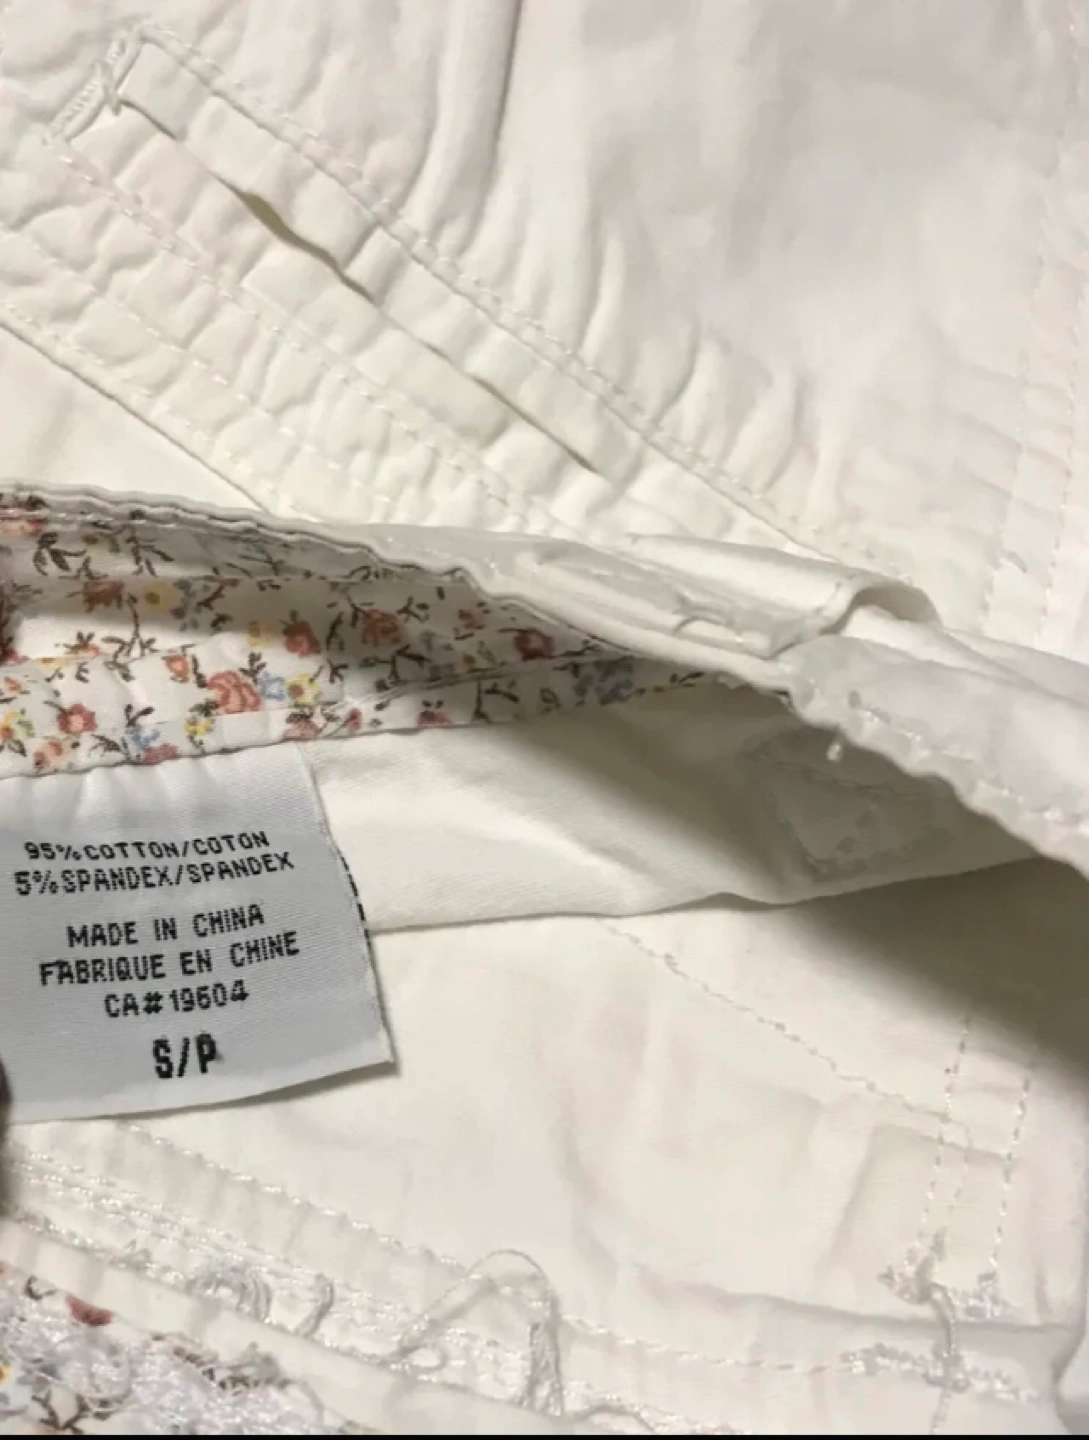 95% COTTON/COTON
5% SPANDEX/SPANDEX
MADE IN CHINA
FABRIQUE EN CHINE
CA#19604
S/P